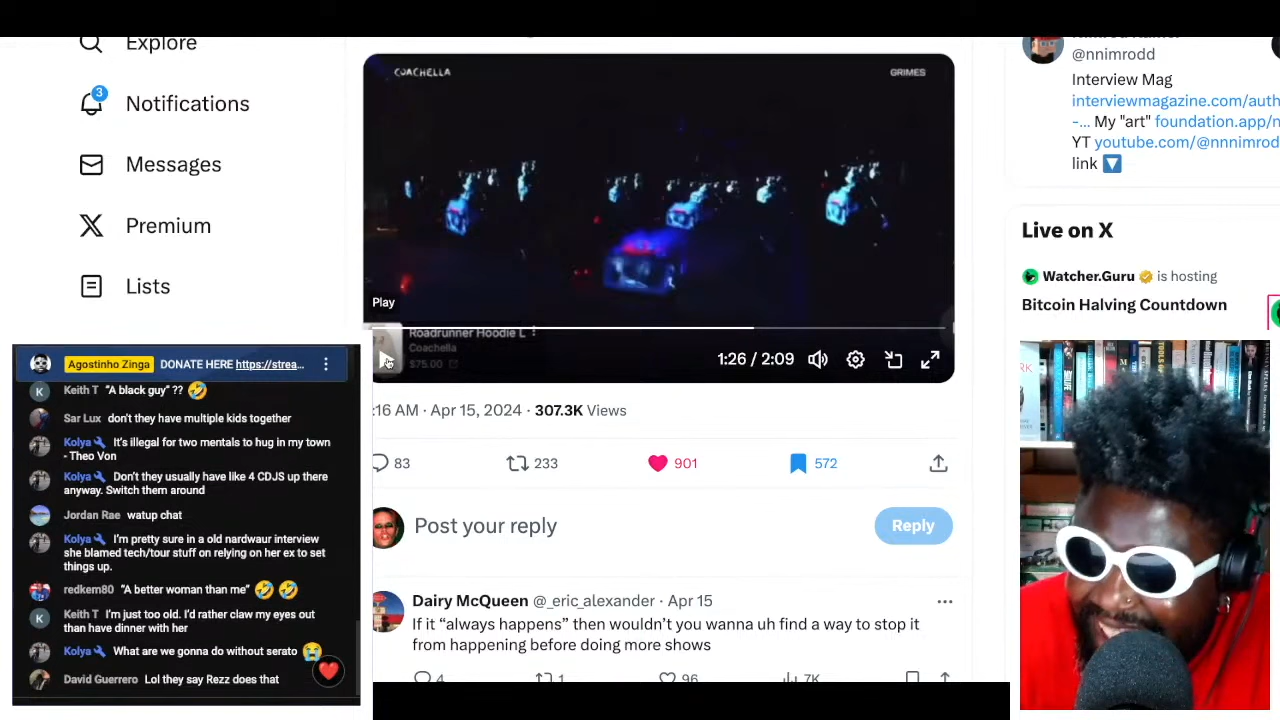 Explore
3
Notifications
Messages
Premium
Lists
COACHELLA
GRIMES
Play
Roadrunner Hoodie L
Coachella
$75.00
1:26 / 2:09
:16 AM · Apr 15, 2024 · 307.3K Views
83
233
901
572
Post your reply
Reply
Dairy McQueen @_eric_alexander · Apr 15
If it “always happens” then wouldn’t you wanna uh find a way to stop it
from happening before doing more shows
4
1
96
7K
@nnimrodd
Interview Mag
interviewmagazine.com/auth
-... My "art" foundation.app/n
YT youtube.com/@nnnimrod
link
Live on X
Watcher.Guru is hosting
Bitcoin Halving Countdown
Agostinho Zinga DONATE HERE https://strea...
K Keith T “A black guy” ??
Sar Lux don't they have multiple kids together
Kolya It's illegal for two mentals to hug in my town
- Theo Von
Kolya Don't they usually have like 4 CDJS up there
anyway. Switch them around
Jordan Rae watup chat
Kolya I'm pretty sure in a old nardwaur interview
she blamed tech/tour stuff on relying on her ex to set
things up.
redkem80 “A better woman than me”
K Keith T I'm just too old. I'd rather claw my eyes out
than have dinner with her
Kolya What are we gonna do without serato
David Guerrero Lol they say Rezz does that